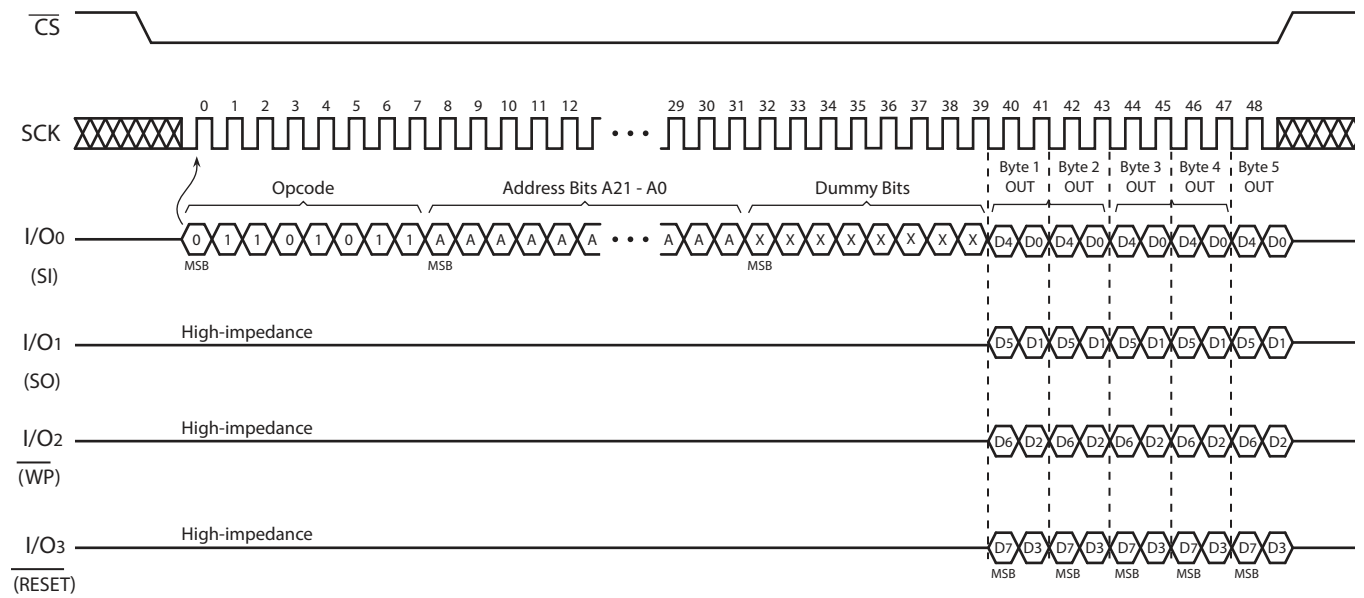 CS
0 1 2 3 4 5 6 7 8 9 10 11 12 29 30 31 32 33 34 35 36 37 38 39 40 41 42 43 44 45 46 47 48
SCK
• • •
Byte 1 OUT Byte 2 OUT Byte 3 OUT Byte 4 OUT Byte 5 OUT
Opcode Address Bits A21 - A0 Dummy Bits
I/O0 (SI)
0 1 1 0 1 0 1 1 A A A A A A • • • A A A X X X X X X X X D4 D0 D4 D0 D4 D0 D4 D0 D4 D0
MSB MSB MSB
High-impedance
I/O1 (SO)
D5 D1 D5 D1 D5 D1 D5 D1 D5 D1
High-impedance
I/O2 (WP)
D6 D2 D6 D2 D6 D2 D6 D2 D6 D2
High-impedance
I/O3 (RESET)
D7 D3 D7 D3 D7 D3 D7 D3 D7 D3
MSB MSB MSB MSB MSB